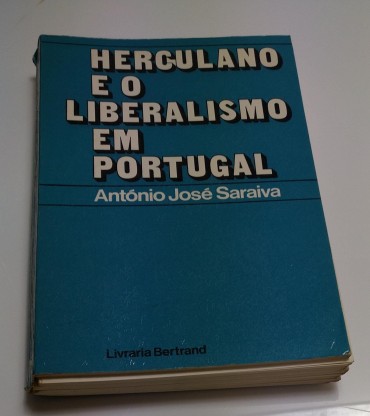 HERCULANO
E O
LIBERALISMO
EM
PORTUGAL
António José Saraiva
Livraria Bertrand